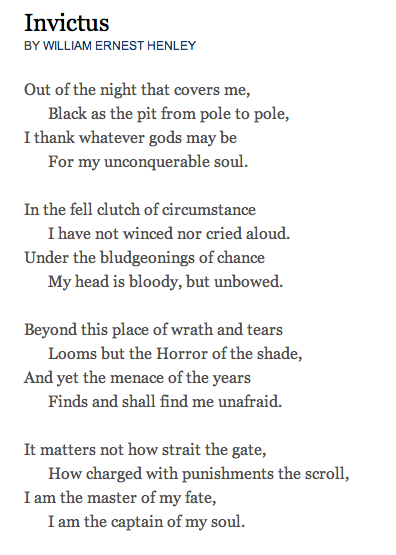 Invictus
BY WILLIAM ERNEST HENLEY
Out of the night that covers me,
Black as the pit from pole to pole,
I thank whatever gods may be
For my unconquerable soul.
In the fell clutch of circumstance
I have not winced nor cried aloud.
Under the bludgeonings of chance
My head is bloody, but unbowed.
Beyond this place of wrath and tears
Looms but the Horror of the shade,
And yet the menace of the years
Finds and shall find me unafraid.
It matters not how strait the gate,
How charged with punishments the scroll,
I am the master of my fate,
I am the captain of my soul.